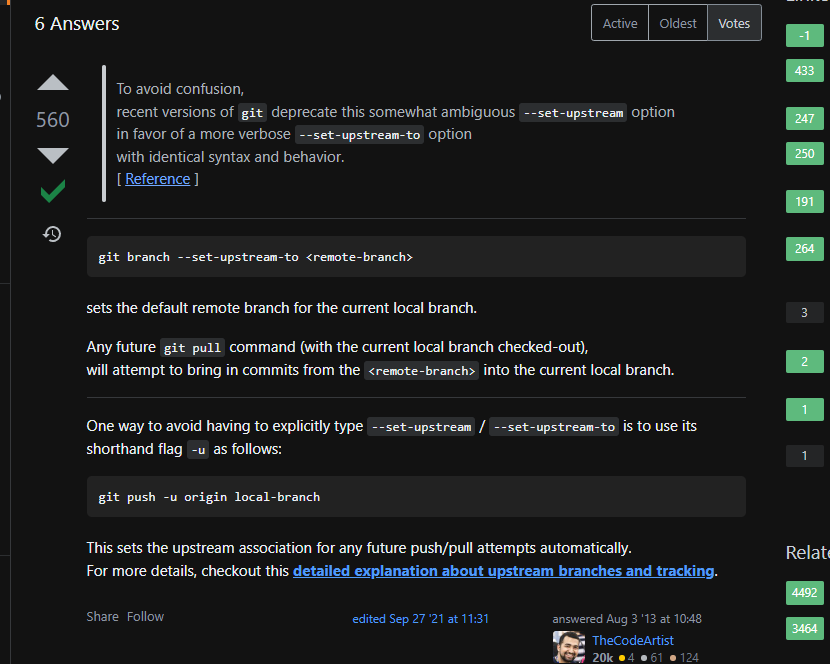 6 Answers
Active
Oldest
Votes
560
To avoid confusion,
recent versions of git deprecate this somewhat ambiguous --set-upstream option
in favor of a more verbose --set-upstream-to option
with identical syntax and behavior.
[ Reference ]
git branch --set-upstream-to <remote-branch>
sets the default remote branch for the current local branch.
Any future git pull command (with the current local branch checked-out),
will attempt to bring in commits from the <remote-branch> into the current local branch.
One way to avoid having to explicitly type --set-upstream / --set-upstream-to is to use its
shorthand flag -u as follows:
git push -u origin local-branch
This sets the upstream association for any future push/pull attempts automatically.
For more details, checkout this detailed explanation about upstream branches and tracking.
Share Follow
edited Sep 27 '21 at 11:31
answered Aug 3 '13 at 10:48
TheCodeArtist
20k 4 61 124
-1
433
247
250
191
264
3
2
1
1
Relate
4492
3464